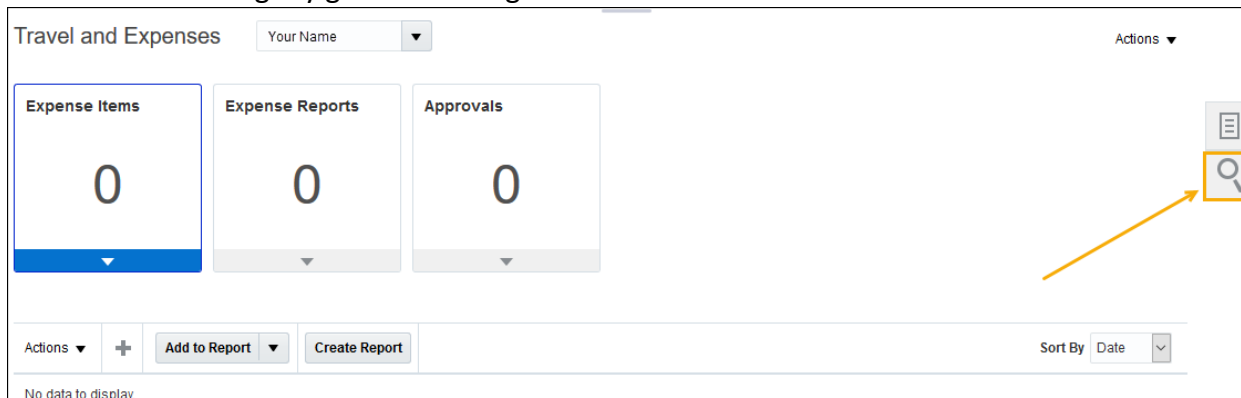 Travel and Expenses Your Name Actions
Expense Items Expense Reports Approvals
0 0 0
Actions Add to Report Create Report Sort By Date
No data to display